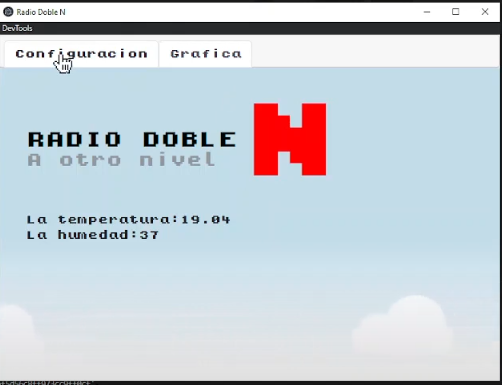 Radio Doble N
DevTools
Configuracion Grafica
RADIO DOBLE N
A otro nivel
La temperatura:19.04
La humedad:37